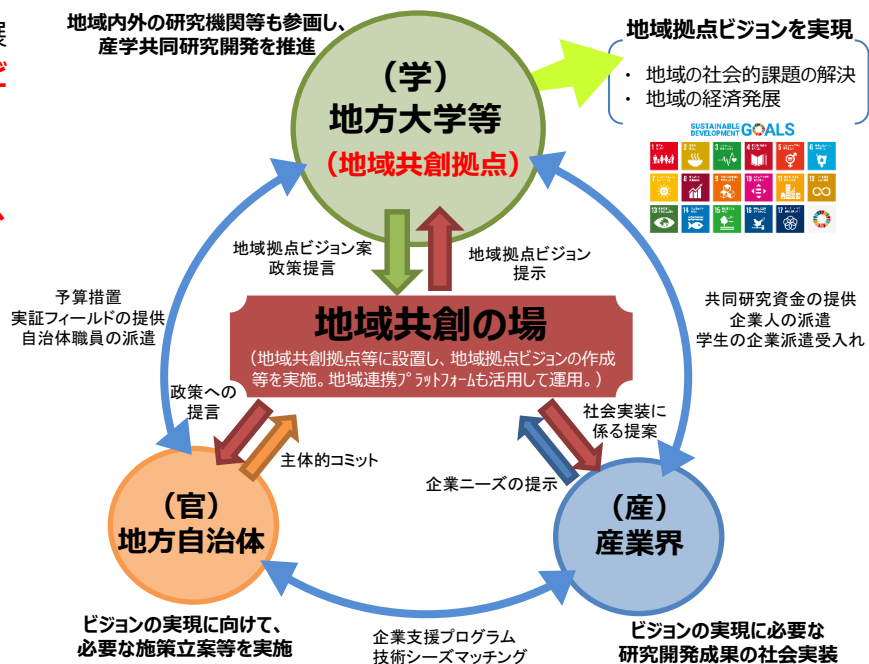 展
地域内外の研究機関等も参画し、
産学共同研究開発を推進
地域拠点ビジョンを実現
・ 地域の社会的課題の解決
・ 地域の経済発展
SUSTAINABLE
DEVELOPMENT GOALS
(学)
地方大学等
(地域共創拠点)
地域拠点ビジョン案
政策提言
地域拠点ビジョン
提示
予算措置
実証フィールドの提供
自治体職員の派遣
共同研究資金の提供
企業人の派遣
学生の企業派遣受入れ
地域共創の場
(地域共創拠点等に設置し、地域拠点ビジョンの作成
等を実施。地域連携ﾌﾟﾗｯﾄﾌｫｰﾑも活用して運用。)
政策への
提言
主体的コミット
社会実装に
係る提案
企業ニーズの提示
(官)
地方自治体
(産)
産業界
ビジョンの実現に向けて、
必要な施策立案等を実施
企業支援プログラム
技術シーズマッチング
ビジョンの実現に必要な
研究開発成果の社会実装